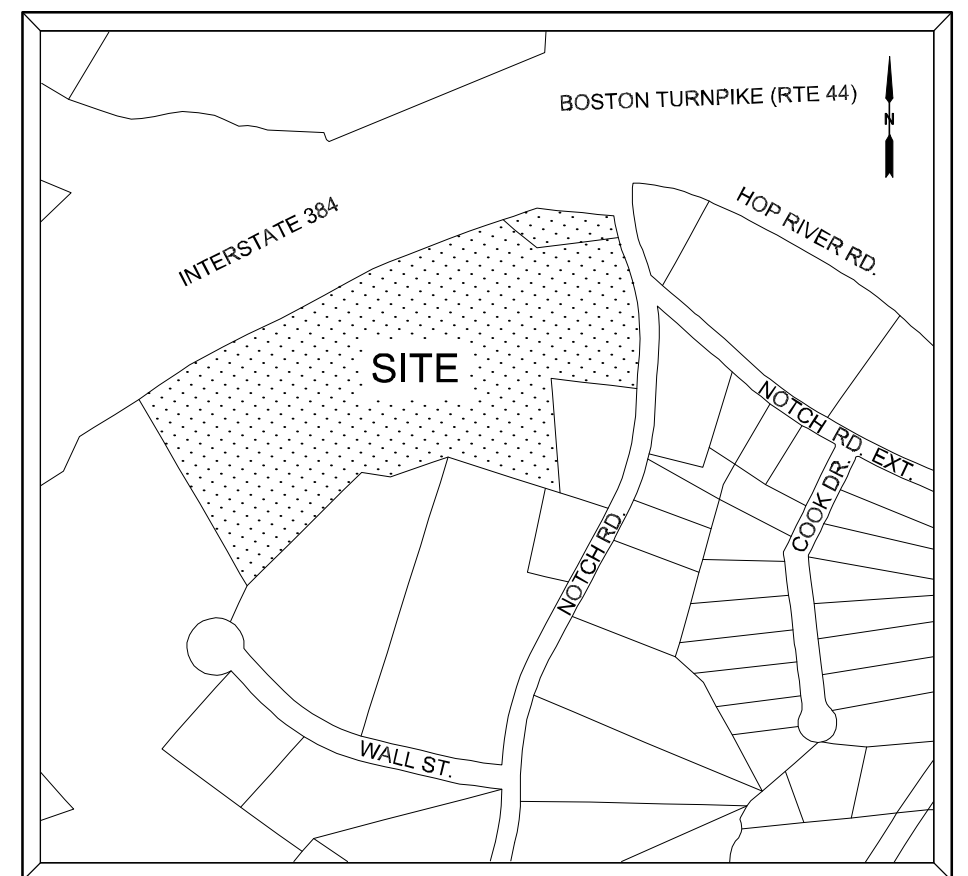 BOSTON TURNPIKE (RTE 44)
N
HOP RIVER RD.
INTERSTATE 384
SITE
NOTCH RD. EXT.
COOK DR.
NOTCH RD.
WALL ST.